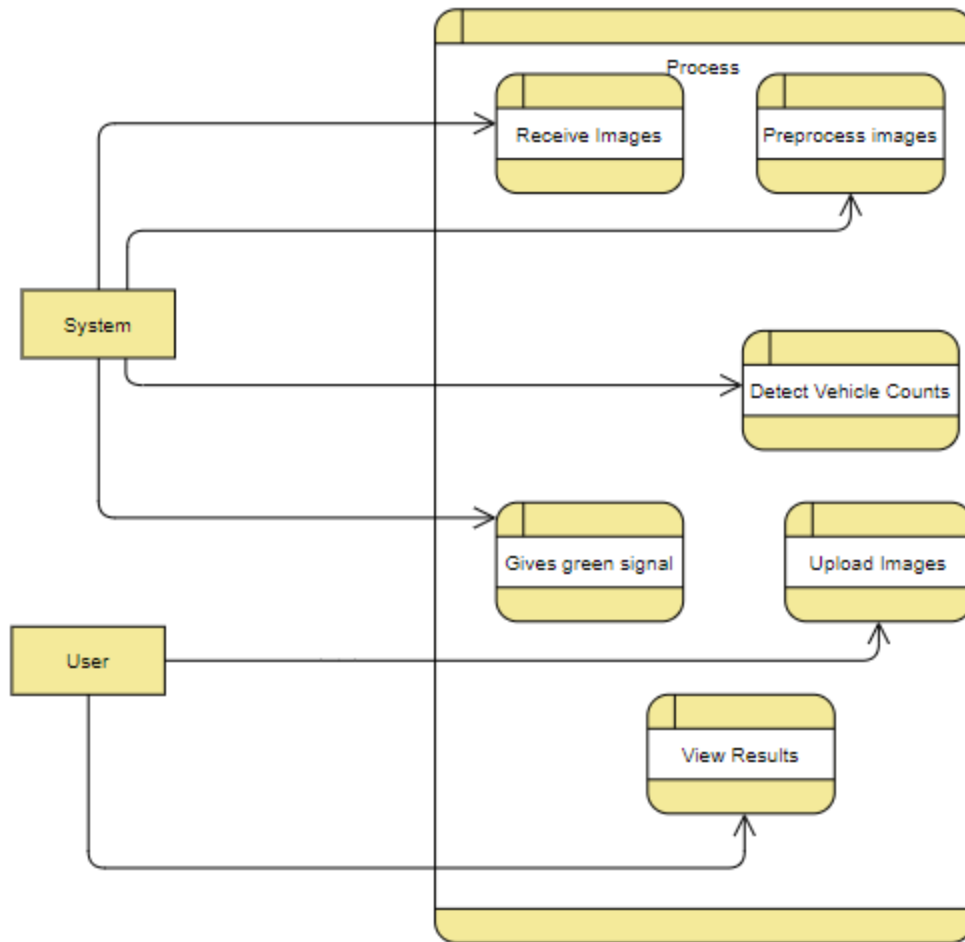 Process
Receive Images
Preprocess images
System
Detect Vehicle Counts
Gives green signal
Upload Images
User
View Results